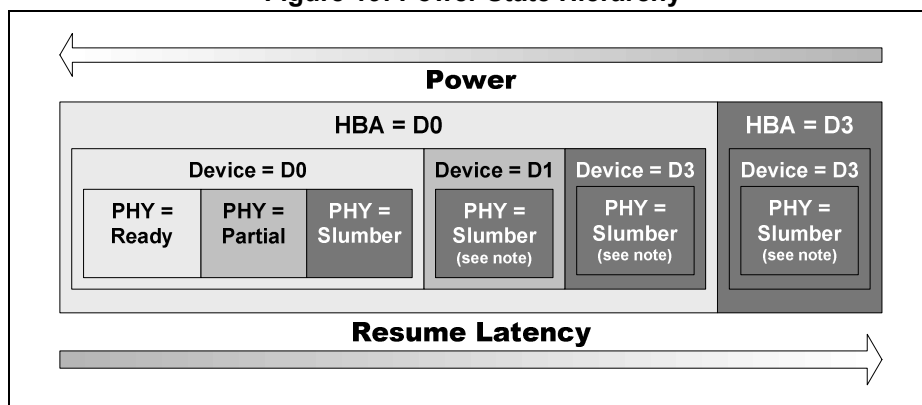 Figure Power State Hierarchy
Power
HBA = D0
HBA = D3
Device = D0
Device = D1
Device = D3
Device = D3
PHY =
Ready
PHY =
Partial
PHY =
Slumber
PHY =
Slumber
(see note)
PHY =
Slumber
(see note)
PHY =
Slumber
(see note)
Resume Latency